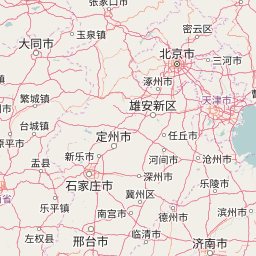 张家口市
玉泉镇
密云区
大同市
北京市
三河市
涿州市
繁城镇
雄安新区
天津市
台城镇
定州市
任丘市
原平市
盂县
新乐市
河间市
沧州市
石家庄市
深州市
乐陵市
省
乐平镇
冀州区
南宫市
德州市
滨州市
左权县
邢台市
临清市
济南市